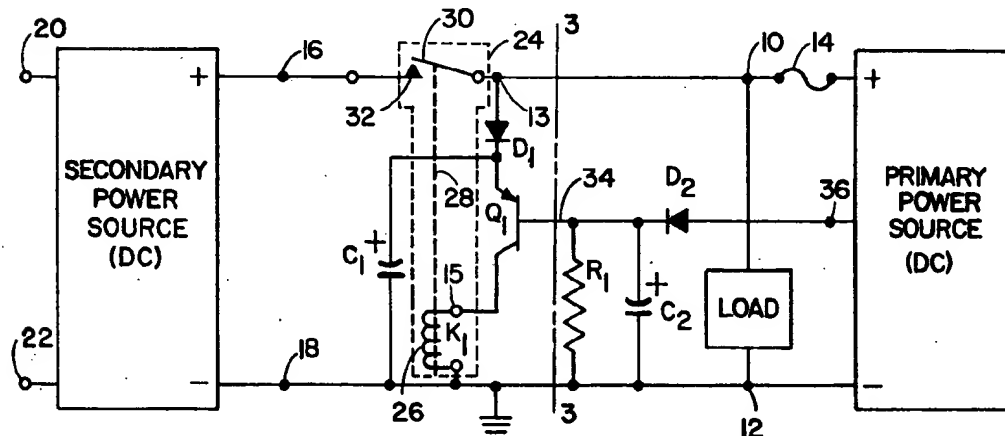 20
+
16
30
24
3
10
14
+
32
13
D1
SECONDARY
POWER
SOURCE
(DC)
28
Q1
34
D2
36
PRIMARY
POWER
SOURCE
(DC)
C1
+
15
K1
R1
+
C2
LOAD
22
−
18
26
3
12
−